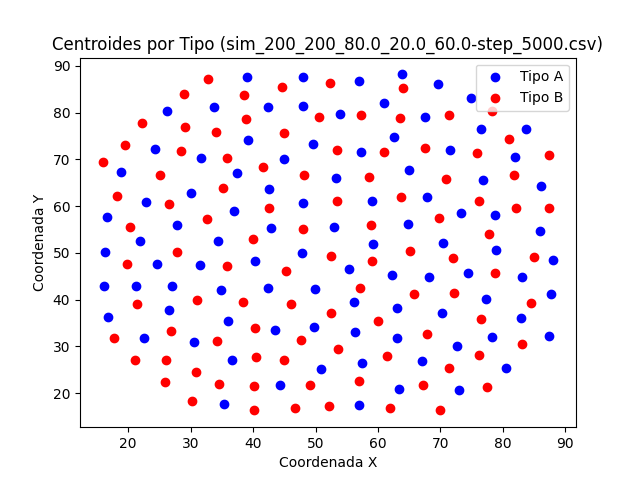 Centroides por Tipo (sim_200_200_80.0_20.0_60.0-step_5000.csv)
Tipo A
Tipo B
90
80
70
60
50
40
30
20
Coordenada Y
20 30 40 50 60 70 80 90
Coordenada X